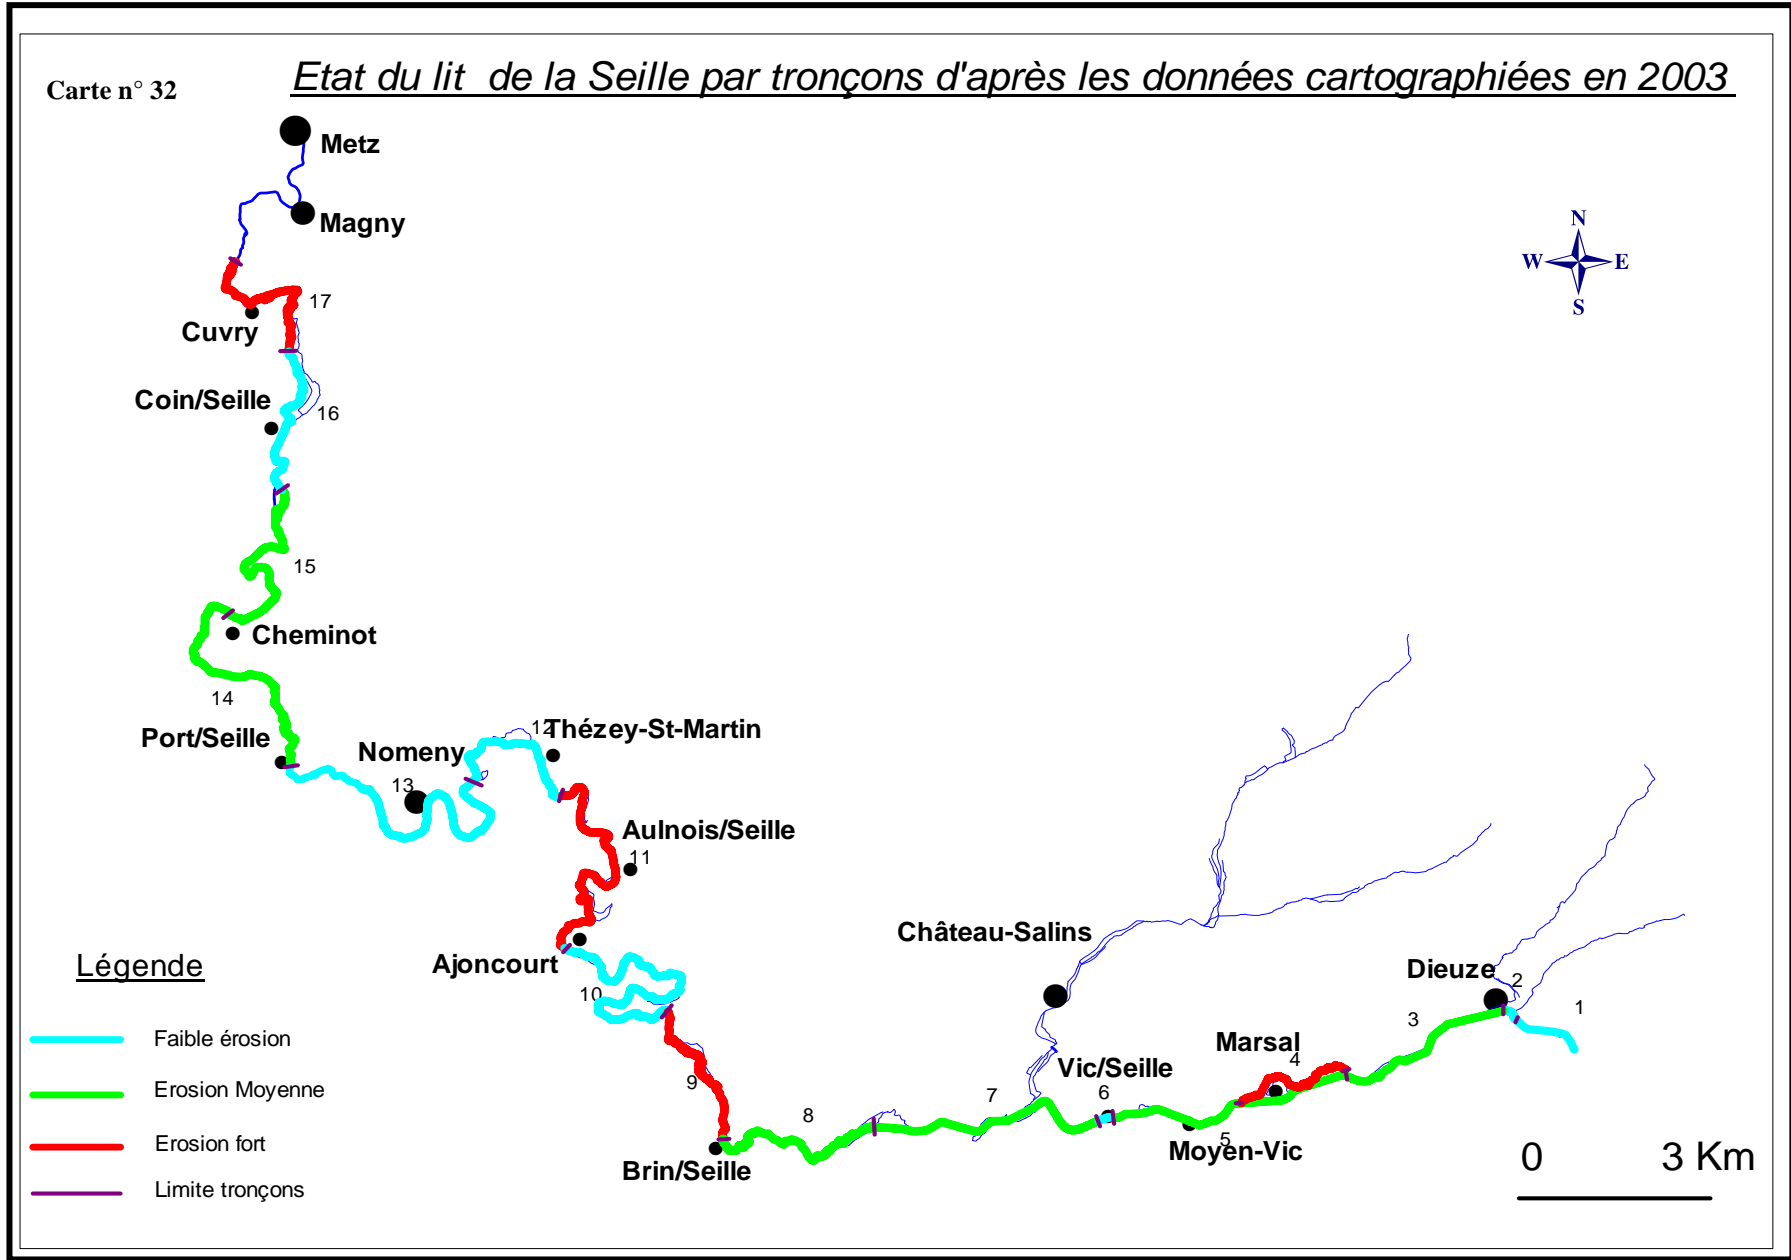 Carte n° 32
Etat du lit de la Seille par tronçons d'après les données cartographiées en 2003
Metz
Magny
N
W E
S
17
Cuvry
Coin/Seille
16
15
Cheminot
14
Port/Seille
Nomeny
12
Thézey-St-Martin
13
Aulnois/Seille
11
Château-Salins
Ajoncourt
10
Dieuze
2
1
3
Marsal
4
Vic/Seille
6
9
7
8
5
Moyen-Vic
Brin/Seille
Légende
Faible érosion
Erosion Moyenne
Erosion fort
Limite tronçons
0 3 Km